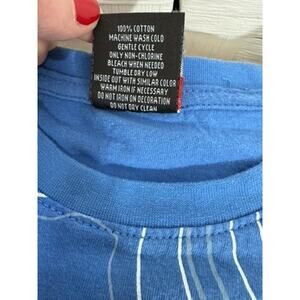 100% COTTON
MACHINE WASH COLD
GENTLE CYCLE
ONLY NON-CHLORINE
BLEACH WHEN NEEDED
TUMBLE DRY LOW
INSIDE OUT WITH SIMILAR COLOR
WARM IRON IF NECESSARY
DO NOT IRON ON DECORATION
DO NOT DRY CLEAN